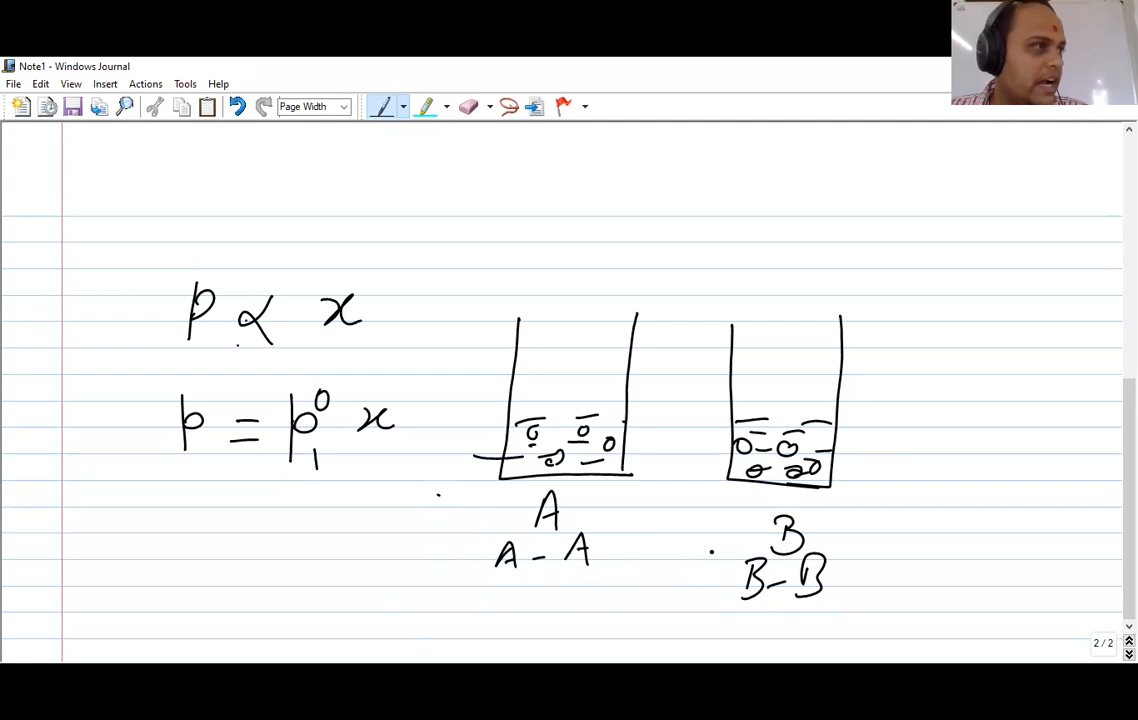 Note1 - Windows Journal
File Edit View Insert Actions Tools Help
Page Width
p ∝ x
p = p₁⁰ x
A
A - A
B
B - B
2 / 2